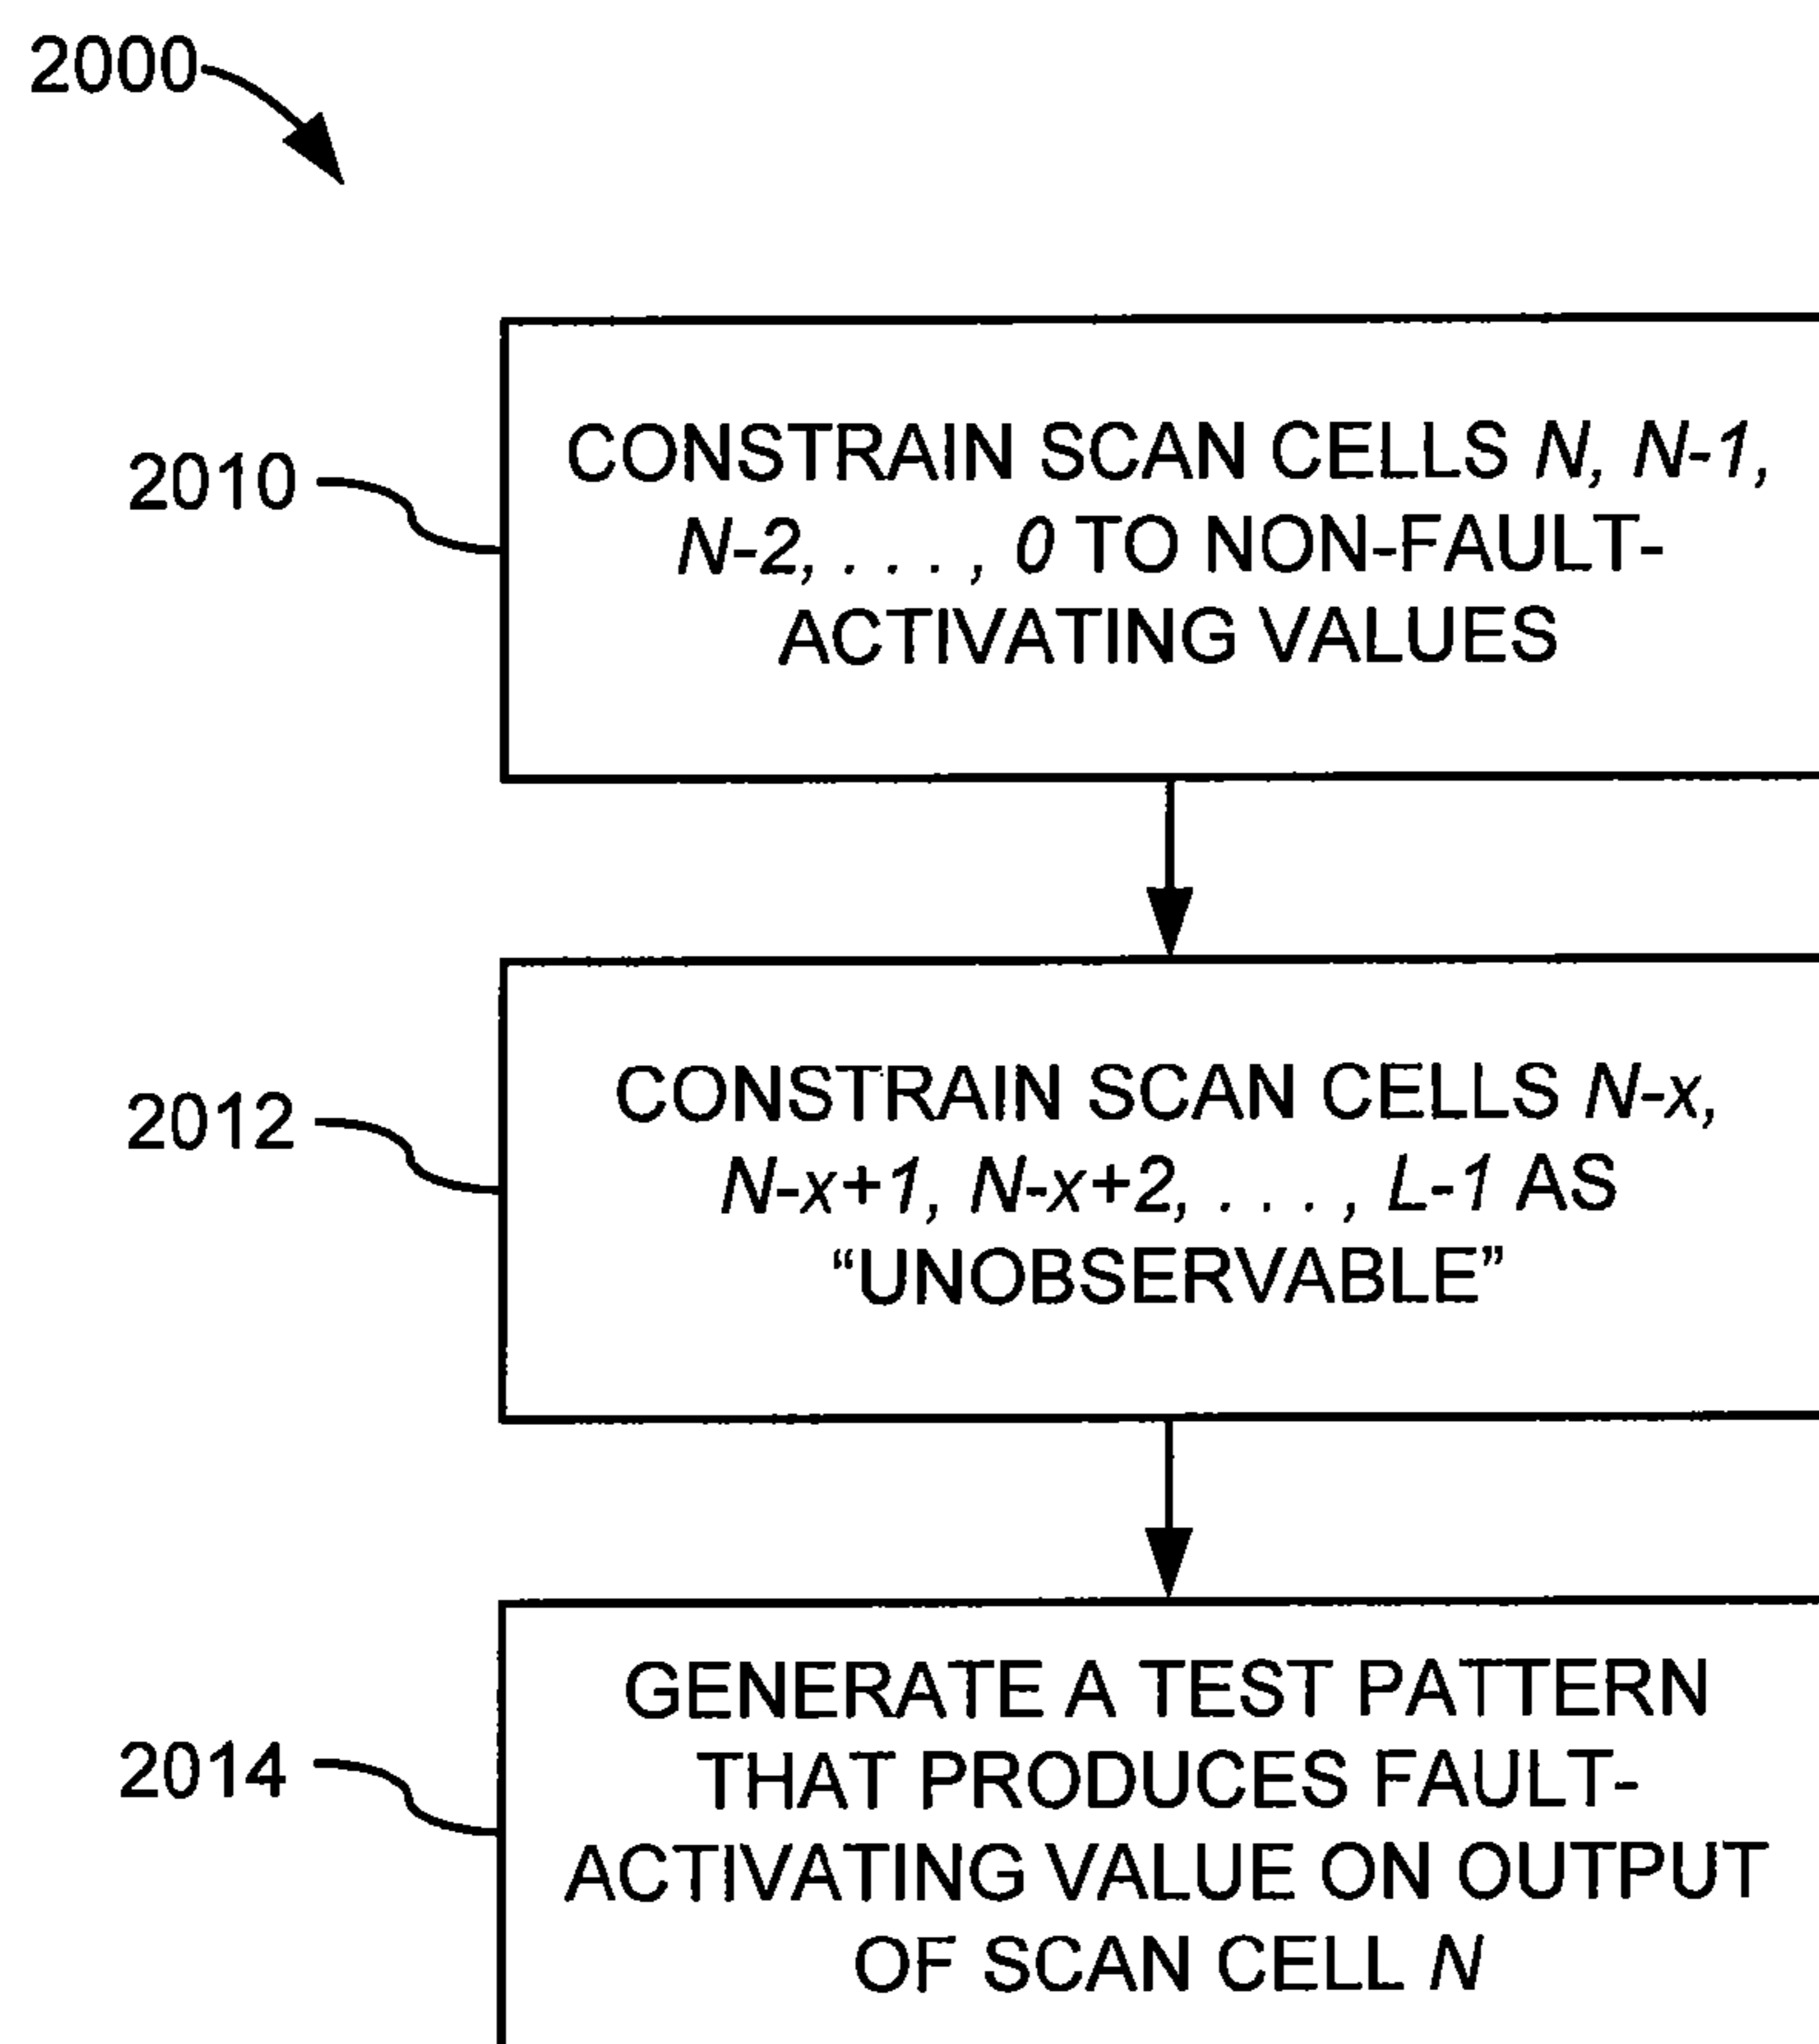 2000
2010
CONSTRAIN SCAN CELLS N, N-1,
N-2, . . . , 0 TO NON-FAULT-
ACTIVATING VALUES
2012
CONSTRAIN SCAN CELLS N-x,
N-x+1, N-x+2, . . . , L-1 AS
“UNOBSERVABLE”
2014
GENERATE A TEST PATTERN
THAT PRODUCES FAULT-
ACTIVATING VALUE ON OUTPUT
OF SCAN CELL N